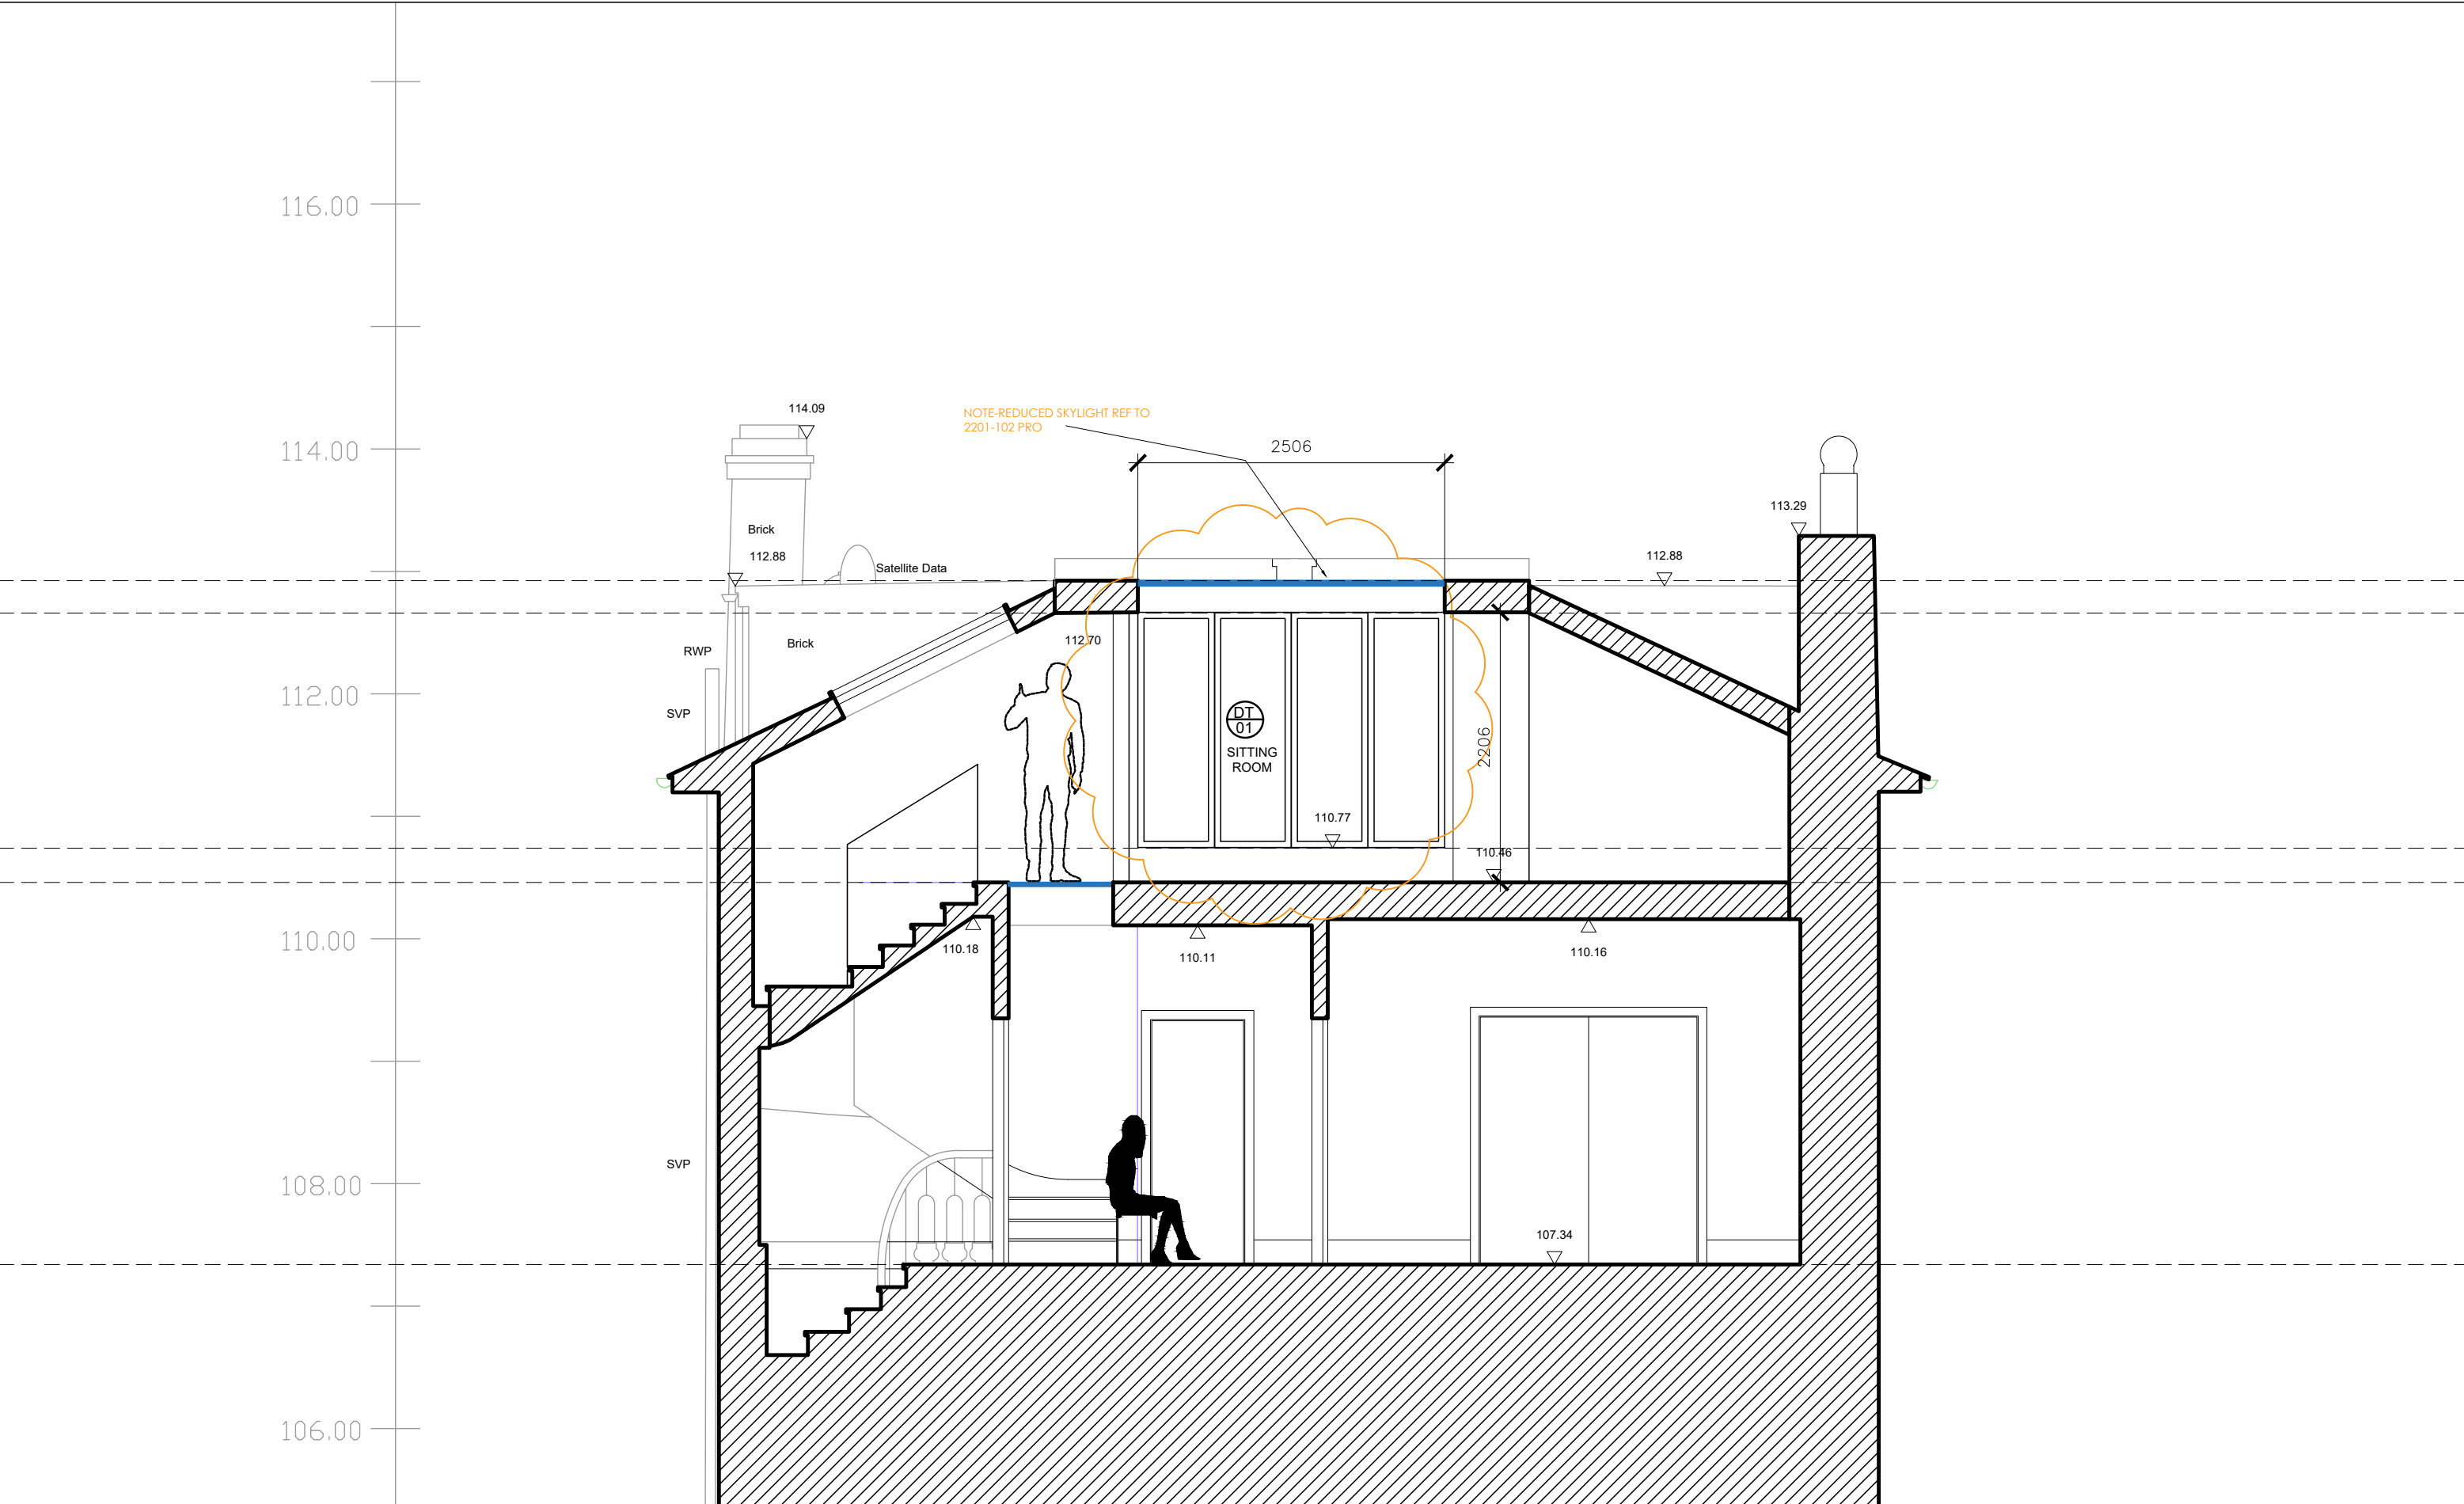 116.00
114.09
NOTE-REDUCED SKYLIGHT REF TO
2201-102 PRO
114.00
2506
113.29
Brick
112.88
112.88
Satellite Data
112.70
Brick
RWP
112.00
SVP
DT
01
SITTING
ROOM
2206
110.77
110.46
110.00
110.18
110.11
110.16
108.00
SVP
107.34
106.00